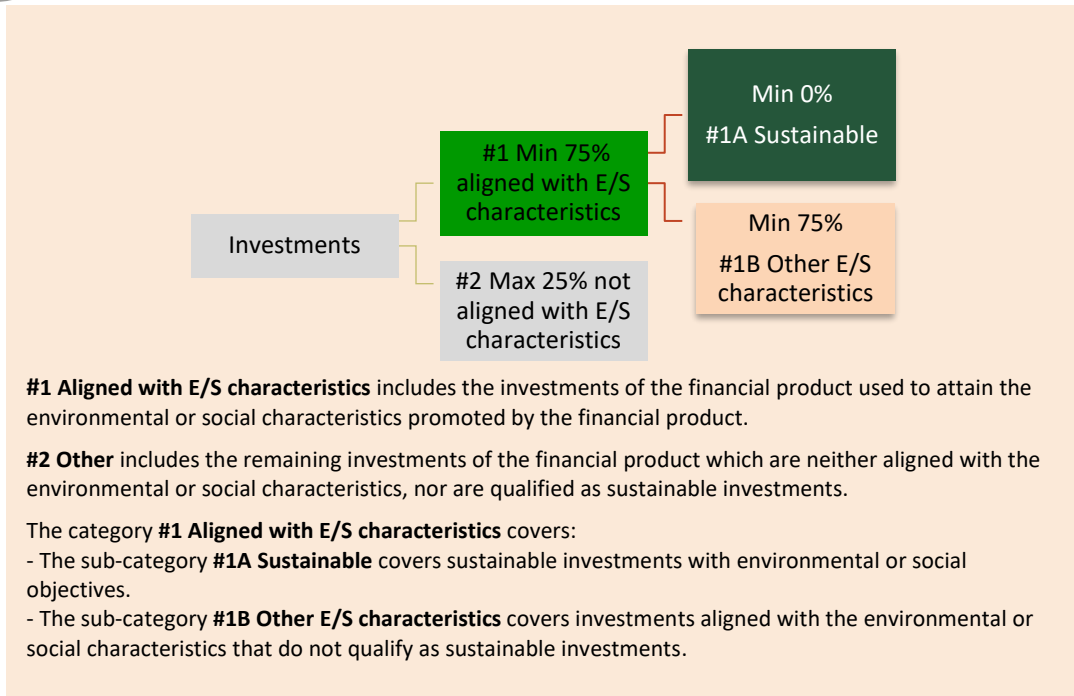 Min 0%
#1A Sustainable
#1 Min 75%
aligned with E/S
characteristics
Investments
Min 75%
#1B Other E/S
characteristics
#2 Max 25% not
aligned with E/S
characteristics
#1 Aligned with E/S characteristics includes the investments of the financial product used to attain the
environmental or social characteristics promoted by the financial product.
#2 Other includes the remaining investments of the financial product which are neither aligned with the
environmental or social characteristics, nor are qualified as sustainable investments.
The category #1 Aligned with E/S characteristics covers:
- The sub-category #1A Sustainable covers sustainable investments with environmental or social
objectives.
- The sub-category #1B Other E/S characteristics covers investments aligned with the environmental or
social characteristics that do not qualify as sustainable investments.